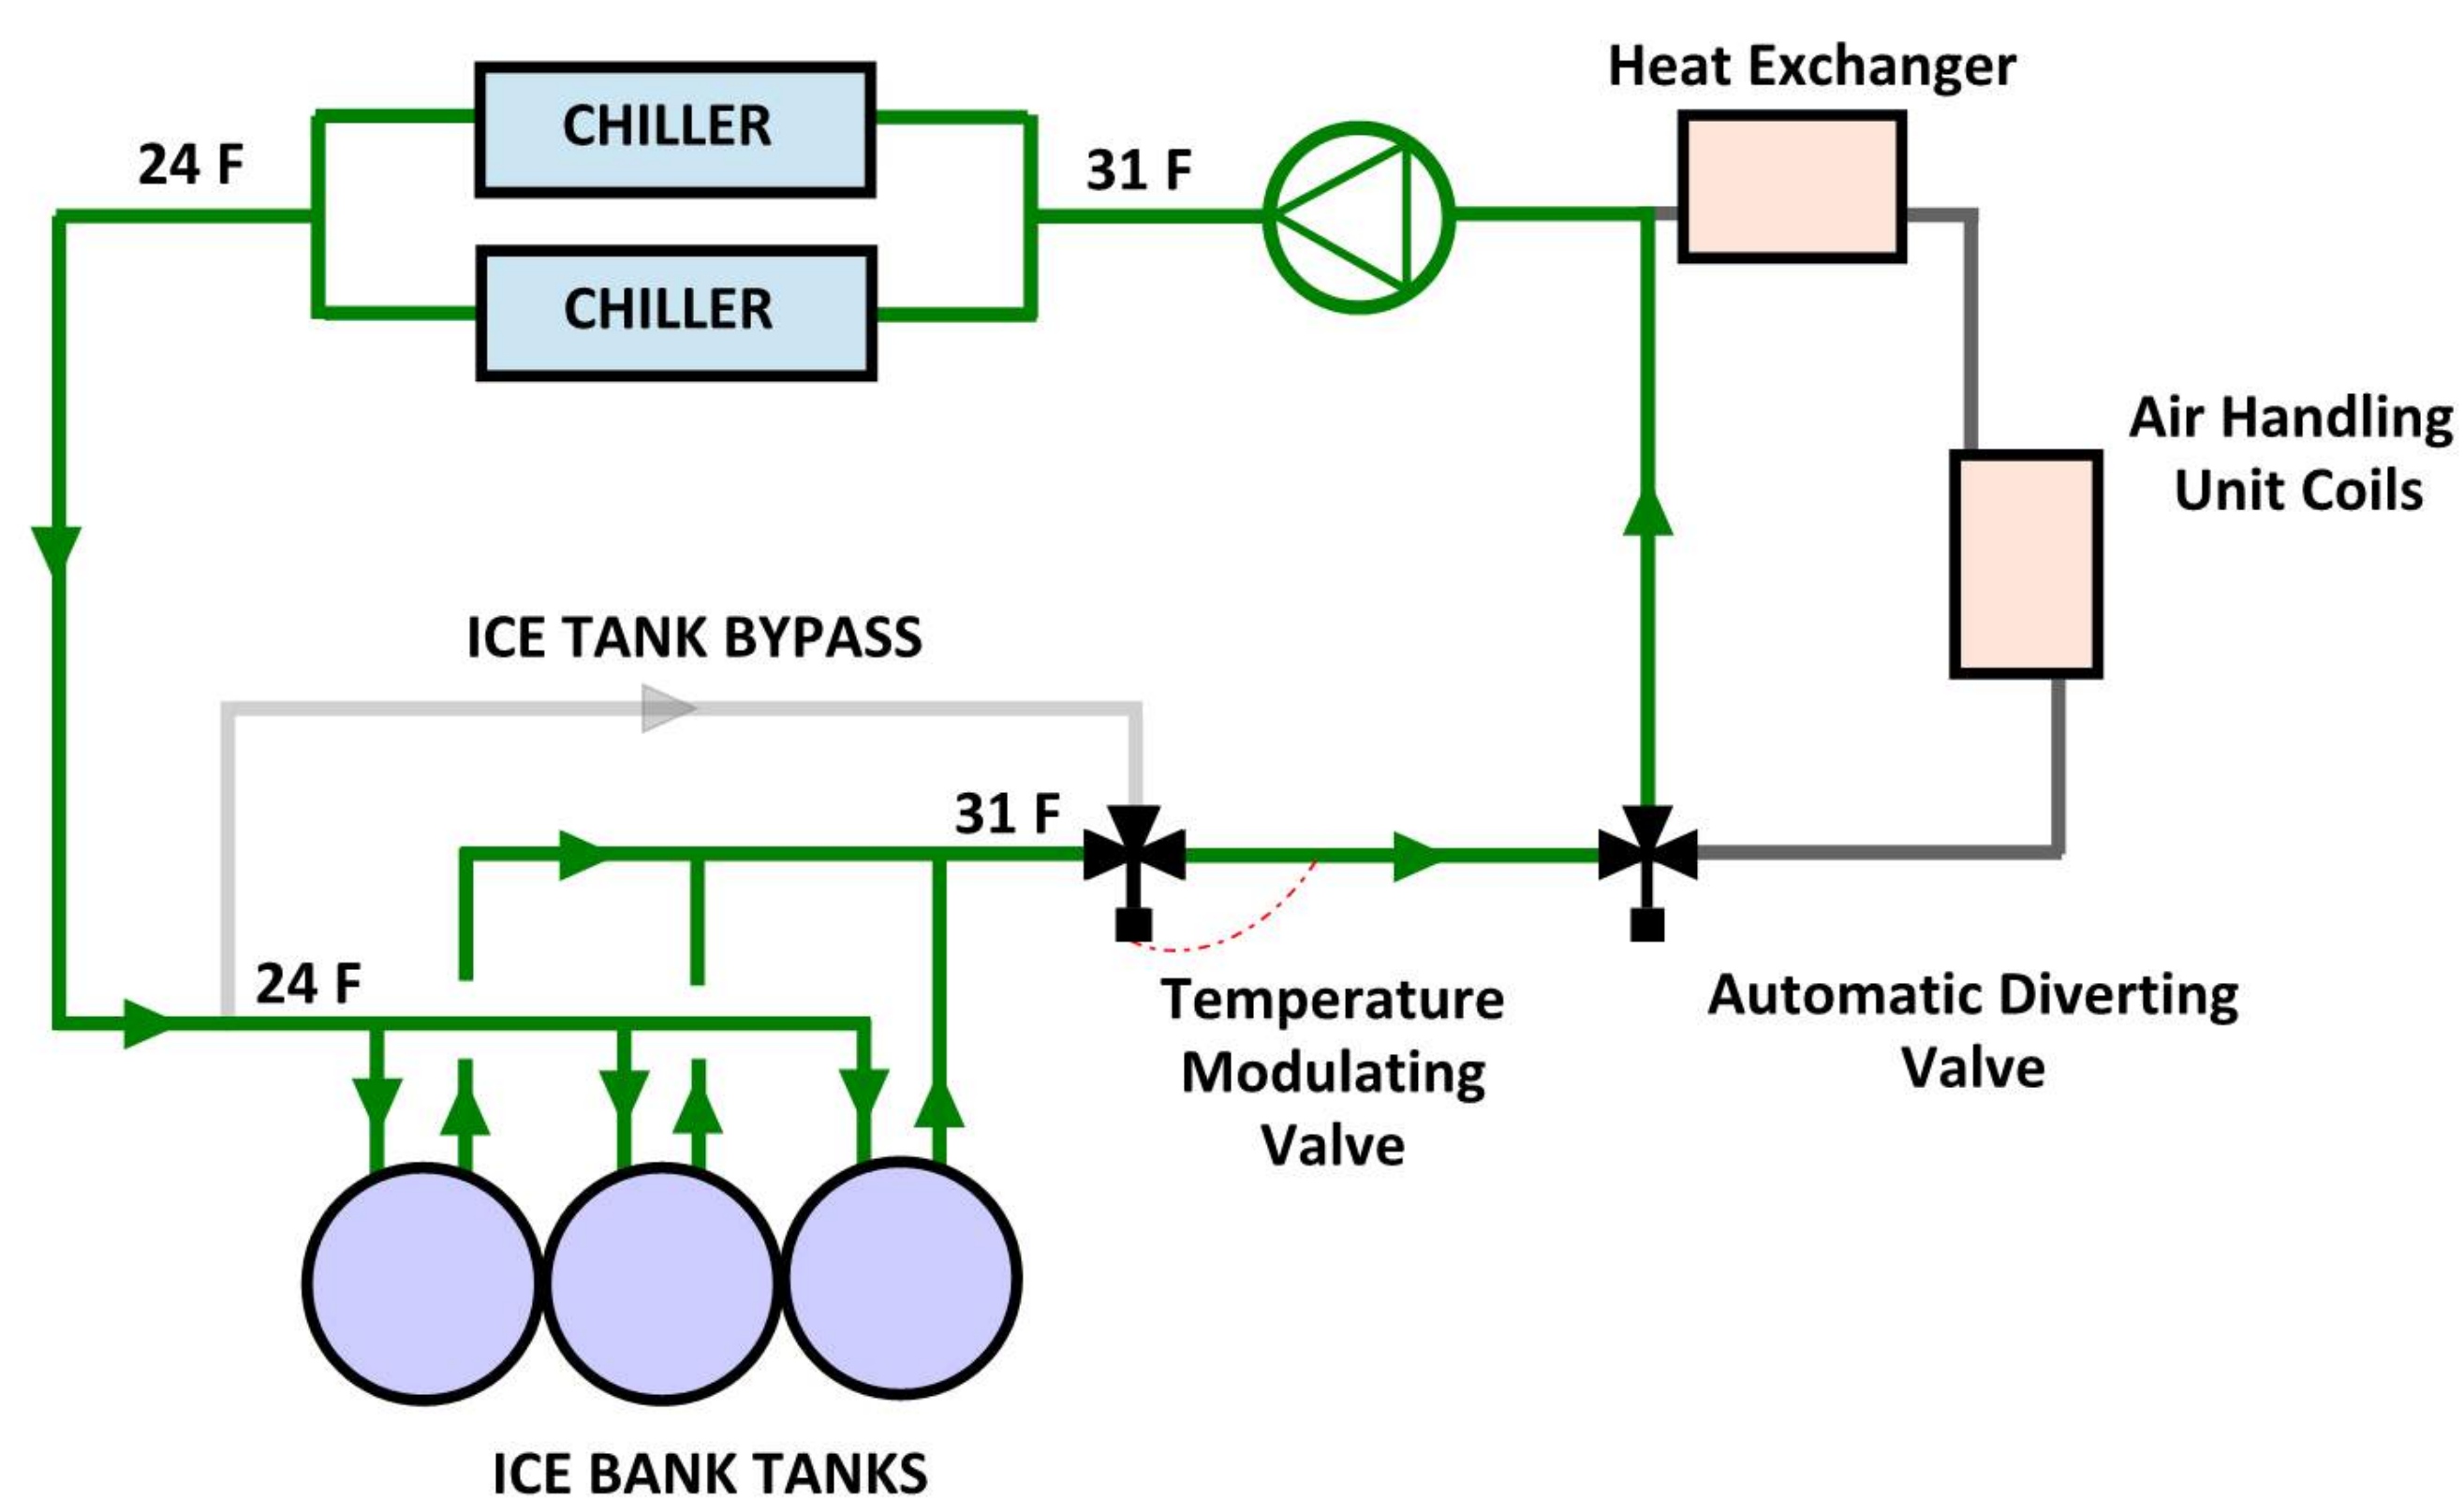 Heat Exchanger
CHILLER
24 F
31 F
CHILLER
Air Handling
Unit Coils
ICE TANK BYPASS
31 F
24 F
Temperature
Modulating
Valve
Automatic Diverting
Valve
ICE BANK TANKS